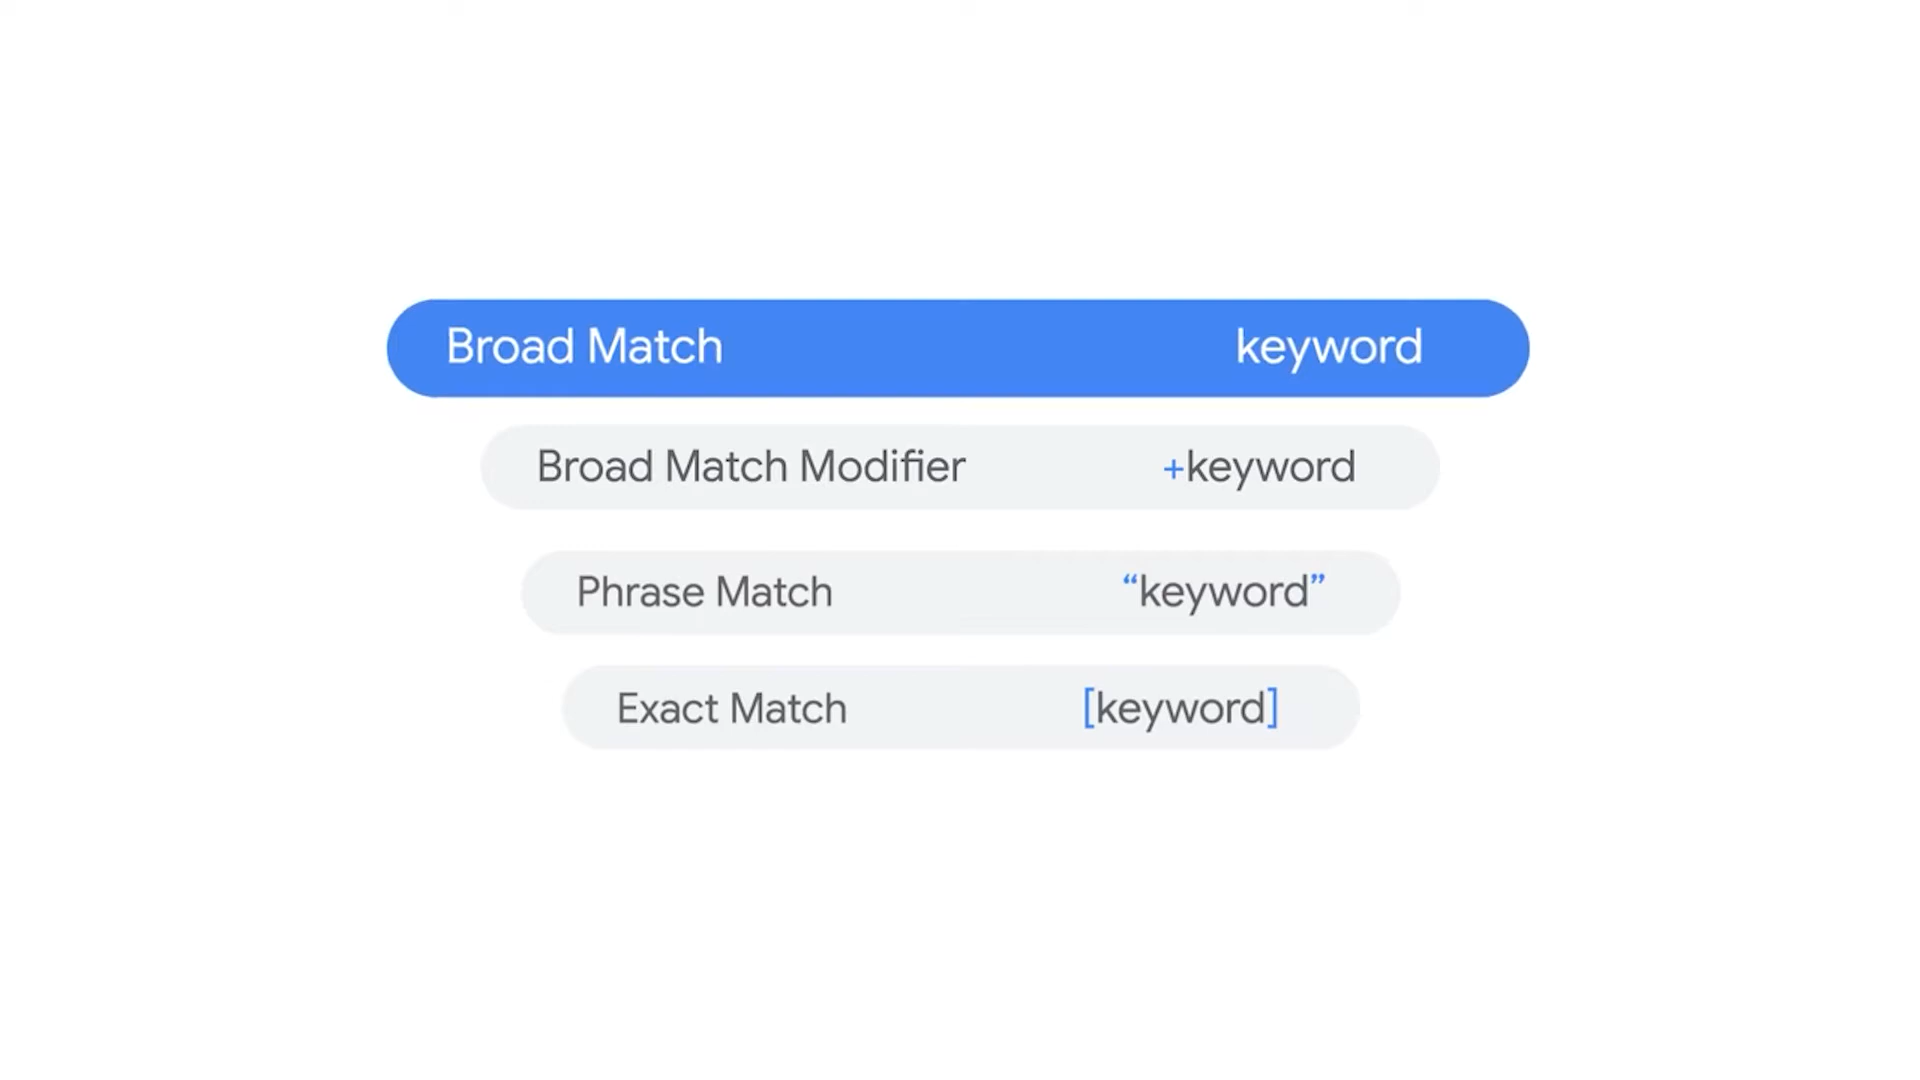 Broad Match keyword
Broad Match Modifier +keyword
Phrase Match “keyword”
Exact Match [keyword]